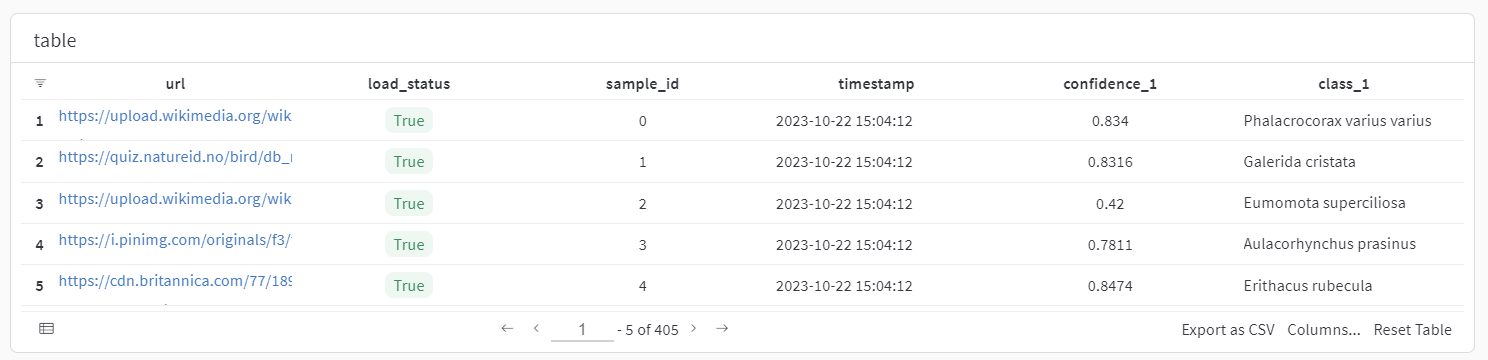 table
url load_status sample_id timestamp confidence_1 class_1
1 https://upload.wikimedia.org/wik True 0 2023-10-22 15:04:12 0.834 Phalacrocorax varius varius
2 https://quiz.natureid.no/bird/db_ True 1 2023-10-22 15:04:12 0.8316 Galerida cristata
3 https://upload.wikimedia.org/wik True 2 2023-10-22 15:04:12 0.42 Eumomota superciliosa
4 https://i.pinimg.com/originals/f3/ True 3 2023-10-22 15:04:12 0.7811 Aulacorhynchus prasinus
5 https://cdn.britannica.com/77/189 True 4 2023-10-22 15:04:12 0.8474 Erithacus rubecula
← ‹ 1 - 5 of 405 › → Export as CSV Columns... Reset Table